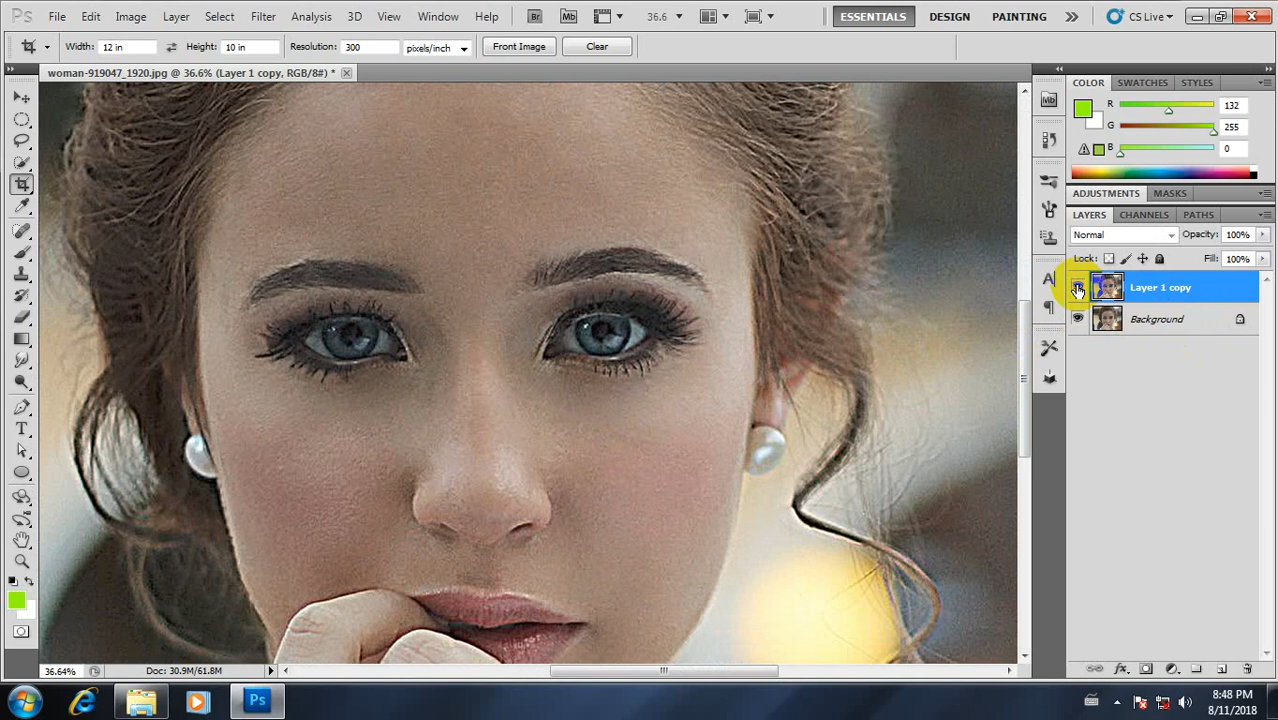 Ps File Edit Image Layer Select Filter Analysis 3D View Window Help Br Mb 36.6 ESSENTIALS DESIGN PAINTING CS Live
Width: 12 in Height: 10 in Resolution: 300 pixels/inch Front Image Clear
woman-919047_1920.jpg @ 36.6% (Layer 1 copy, RGB/8#) *
COLOR SWATCHES STYLES
Mb
R 132
G 255
B 0
ADJUSTMENTS MASKS
LAYERS CHANNELS PATHS
Normal Opacity: 100%
Lock: Fill: 100%
Layer 1 copy
Background
36.64% Doc: 30.9M/61.8M
Ps
8:48 PM
8/11/2018